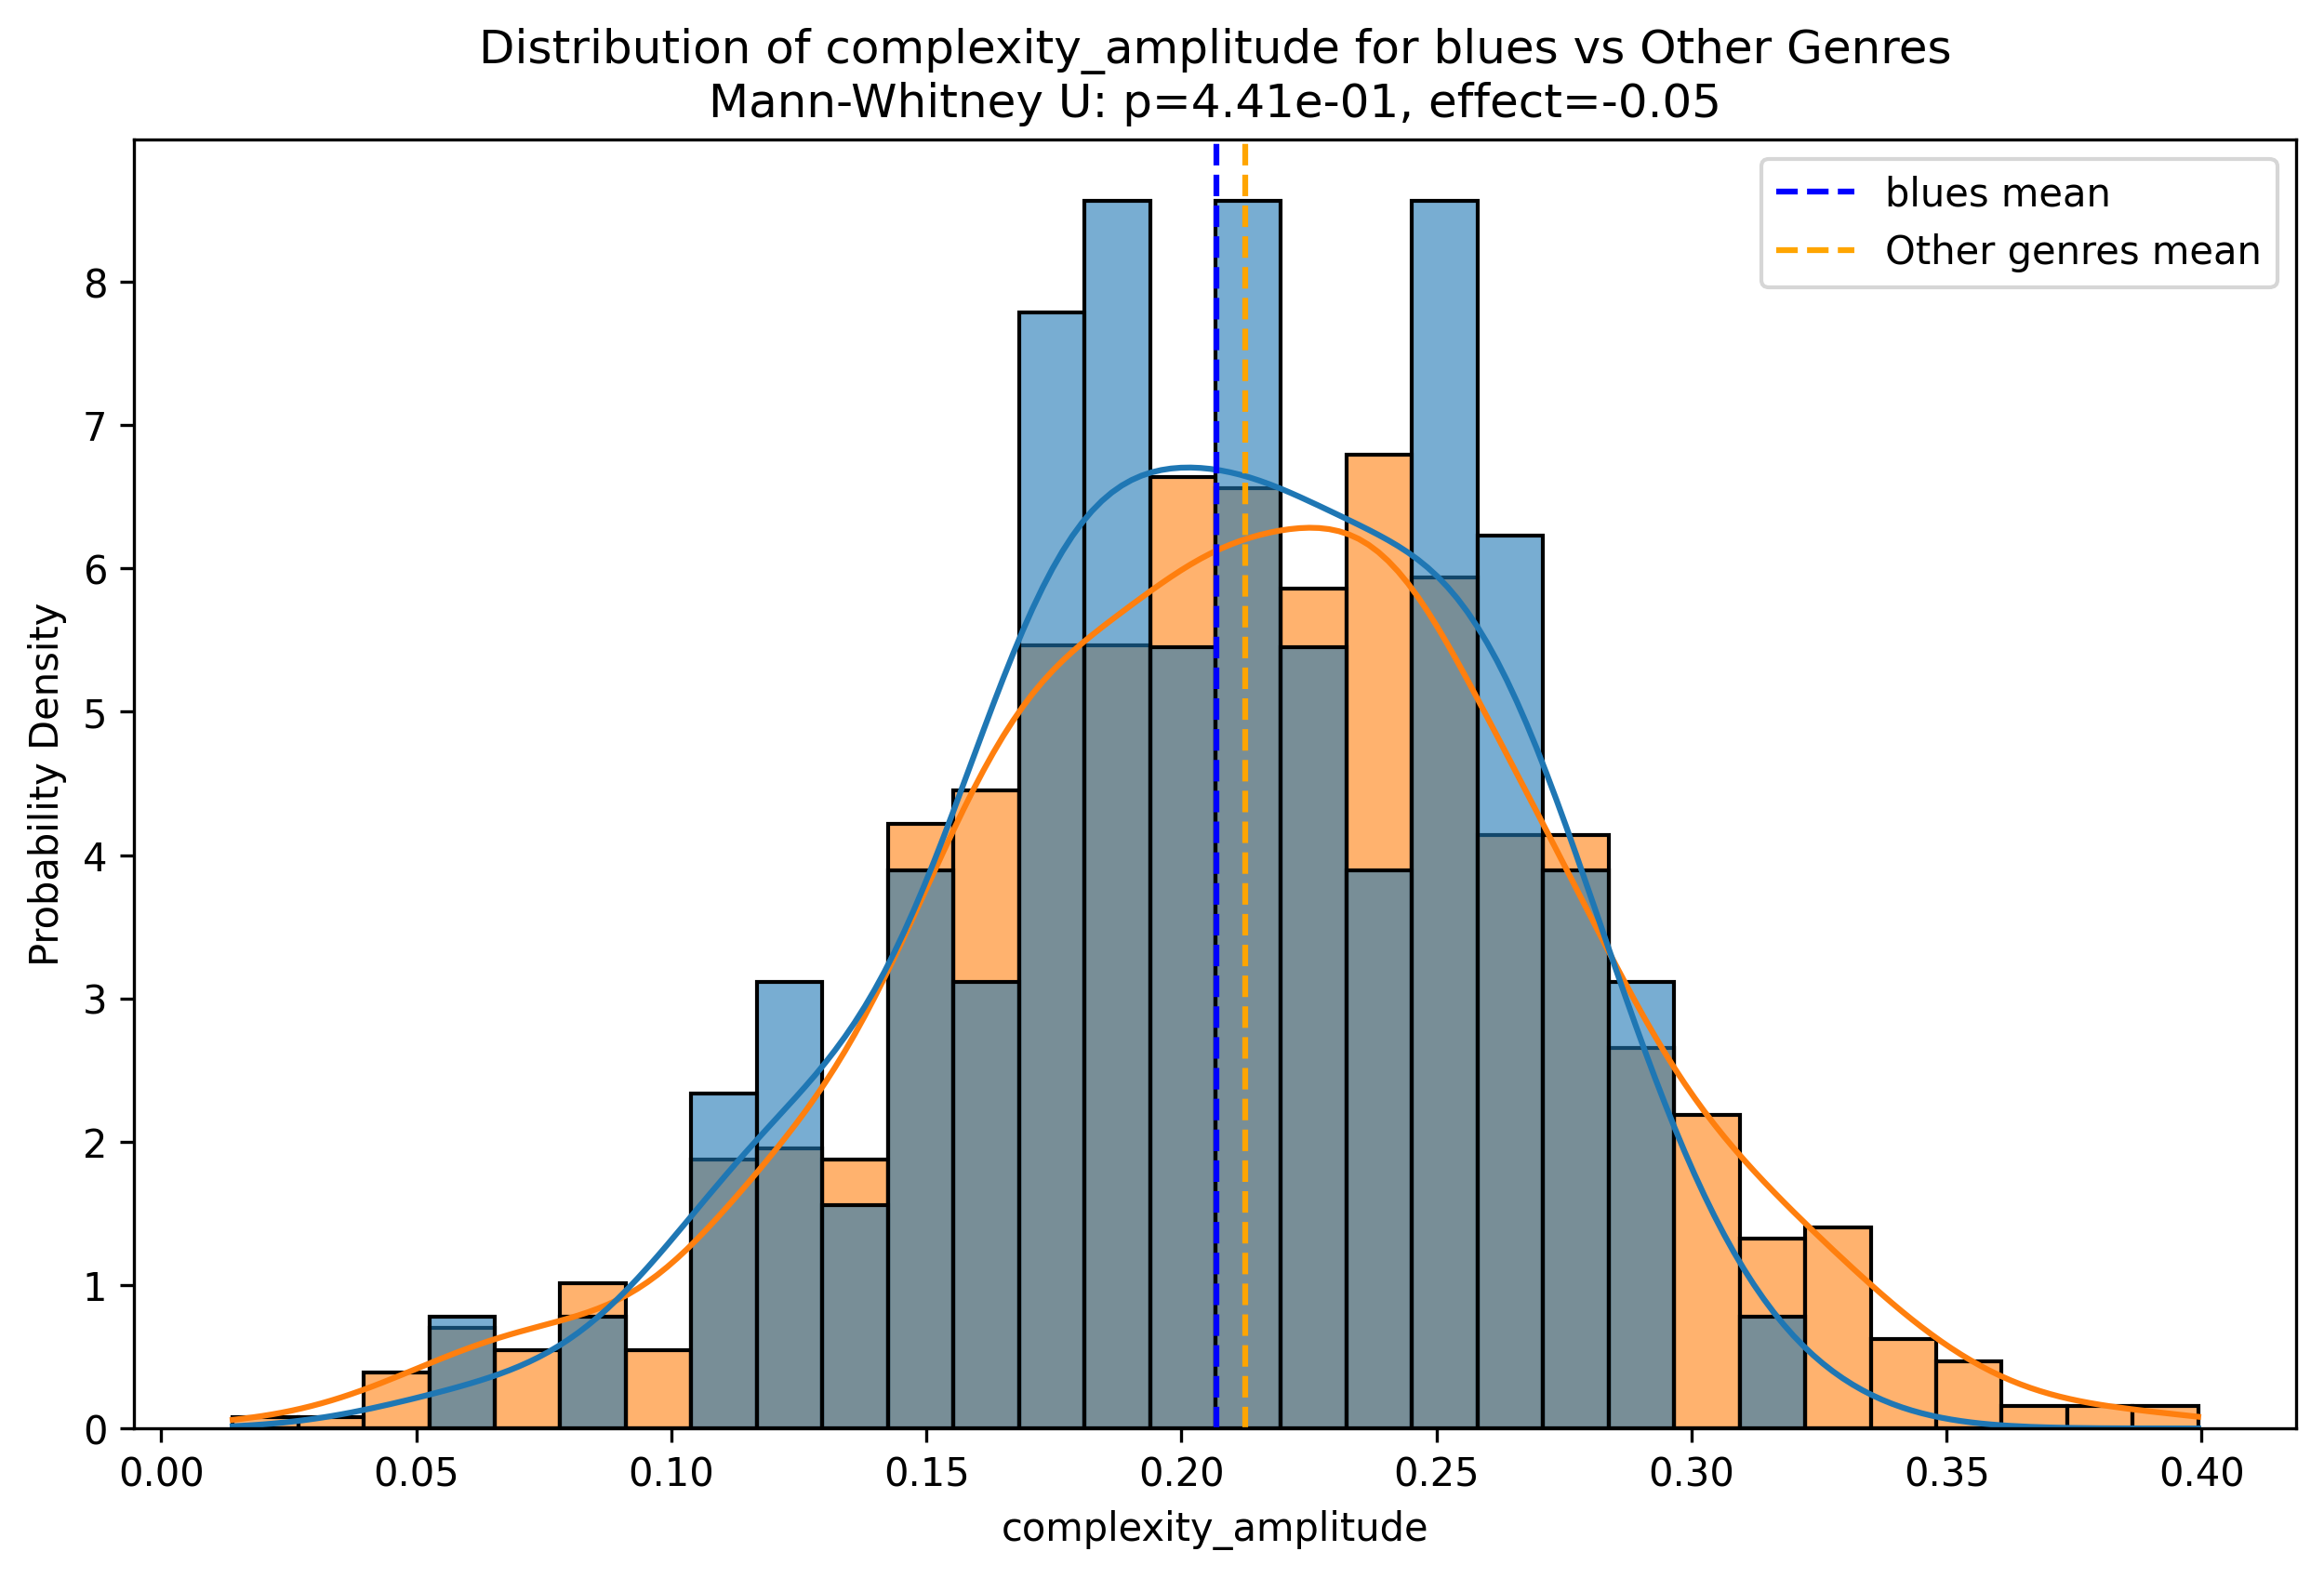 Distribution of complexity_amplitude for blues vs Other Genres
Mann-Whitney U: p=4.41e-01, effect=-0.05
blues mean
Other genres mean
8
7
6
5
4
3
2
1
0
Probability Density
0.00 0.05 0.10 0.15 0.20 0.25 0.30 0.35 0.40
complexity_amplitude